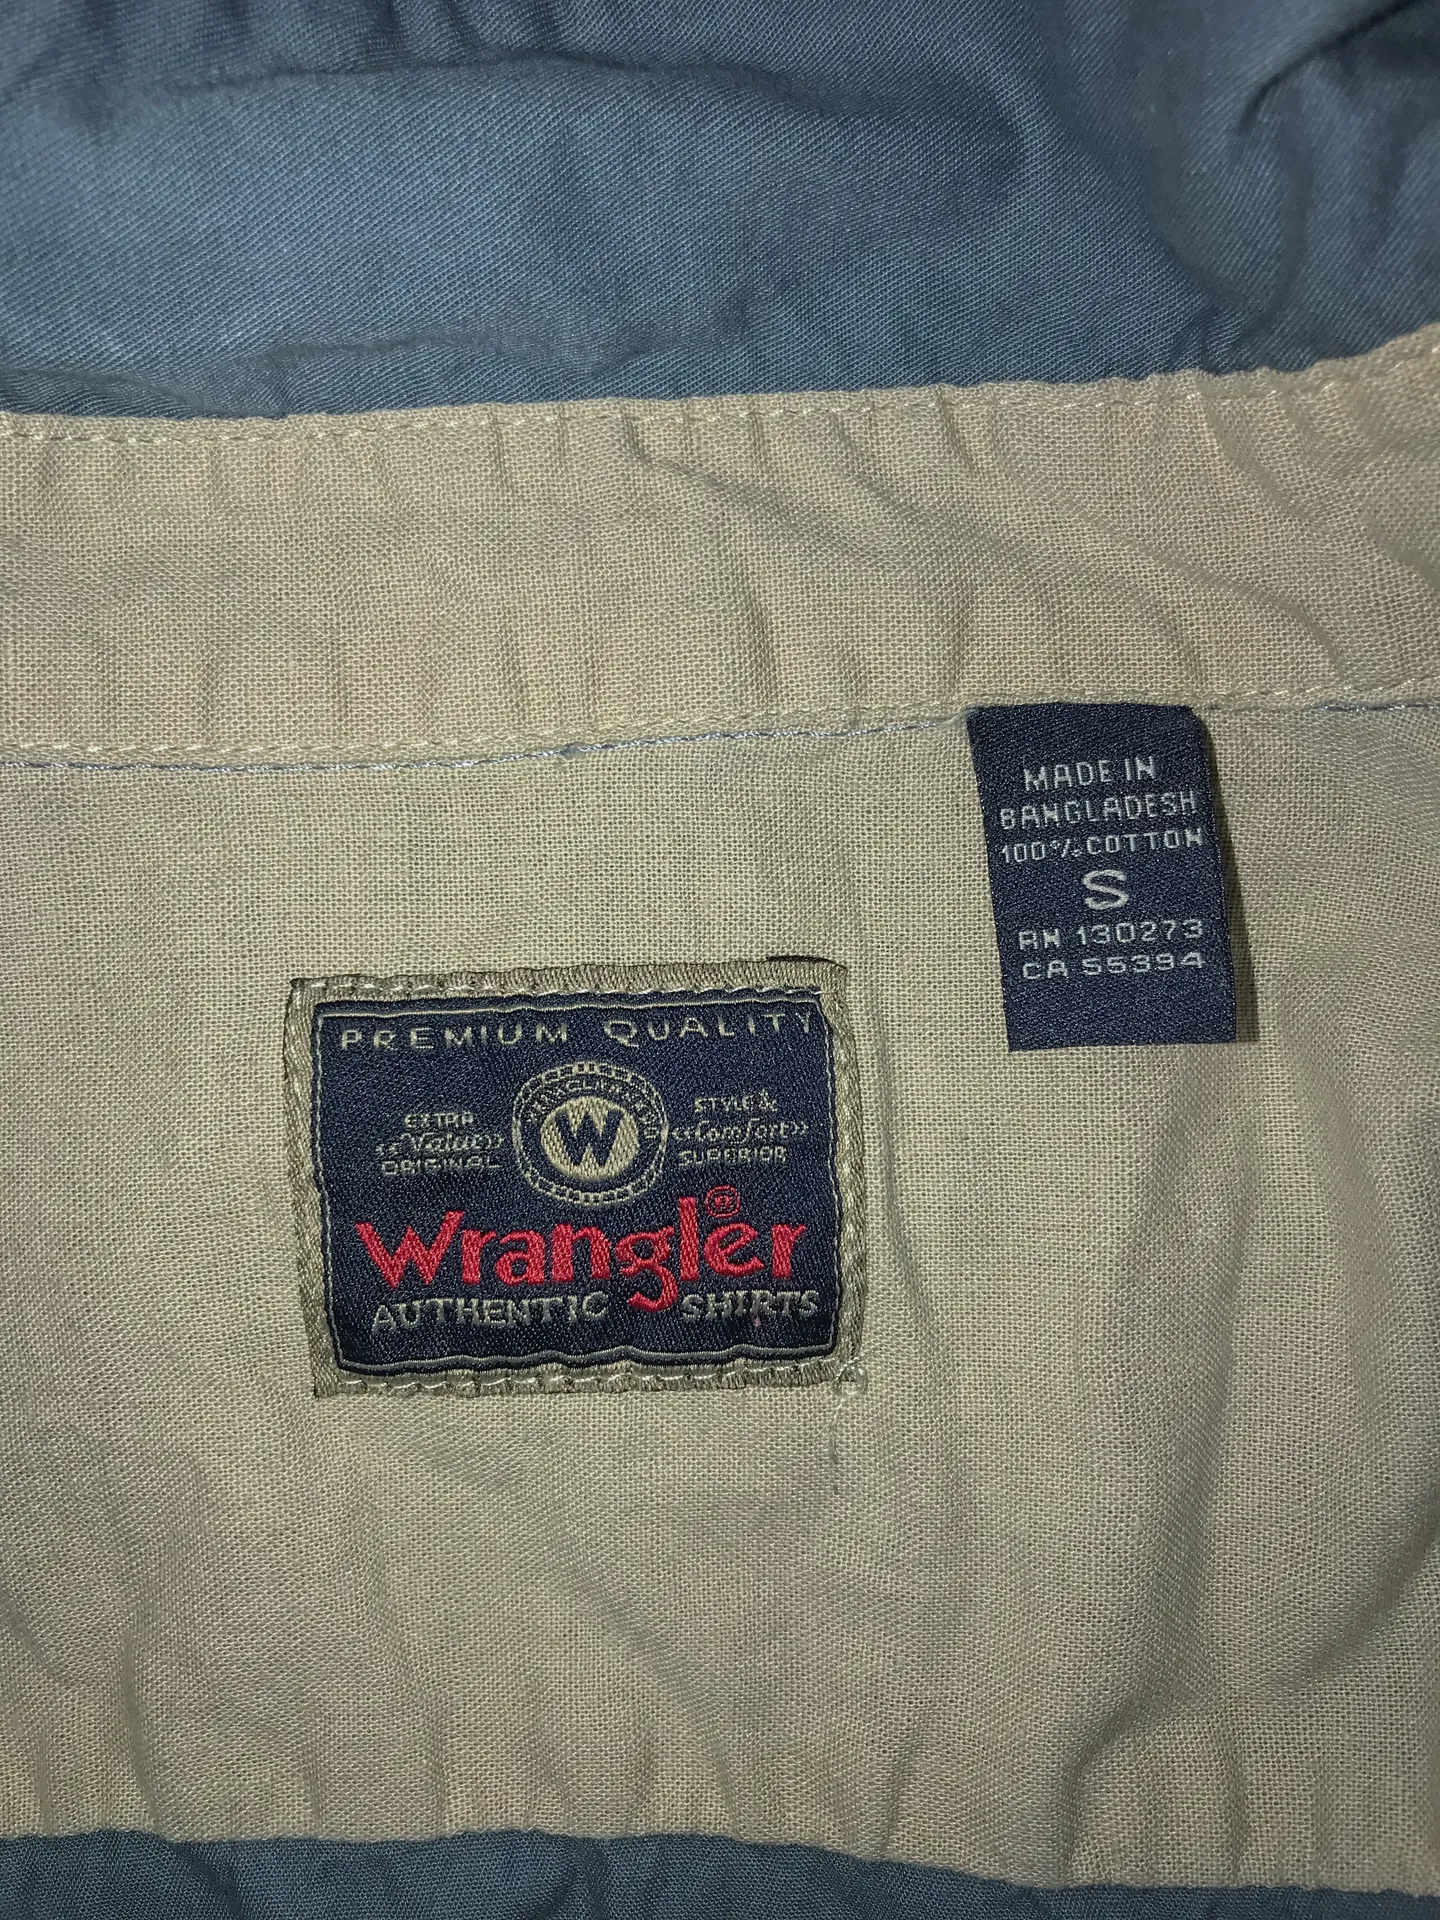 MADE IN
BANGLADESH
100% COTTON
S
RN 130273
CA 55394
PREMIUM QUALITY
EXTRA
«Value»
ORIGINAL
W
STYLE &
«Comfort»
SUPERIOR
Wrangler®
AUTHENTIC SHIRTS